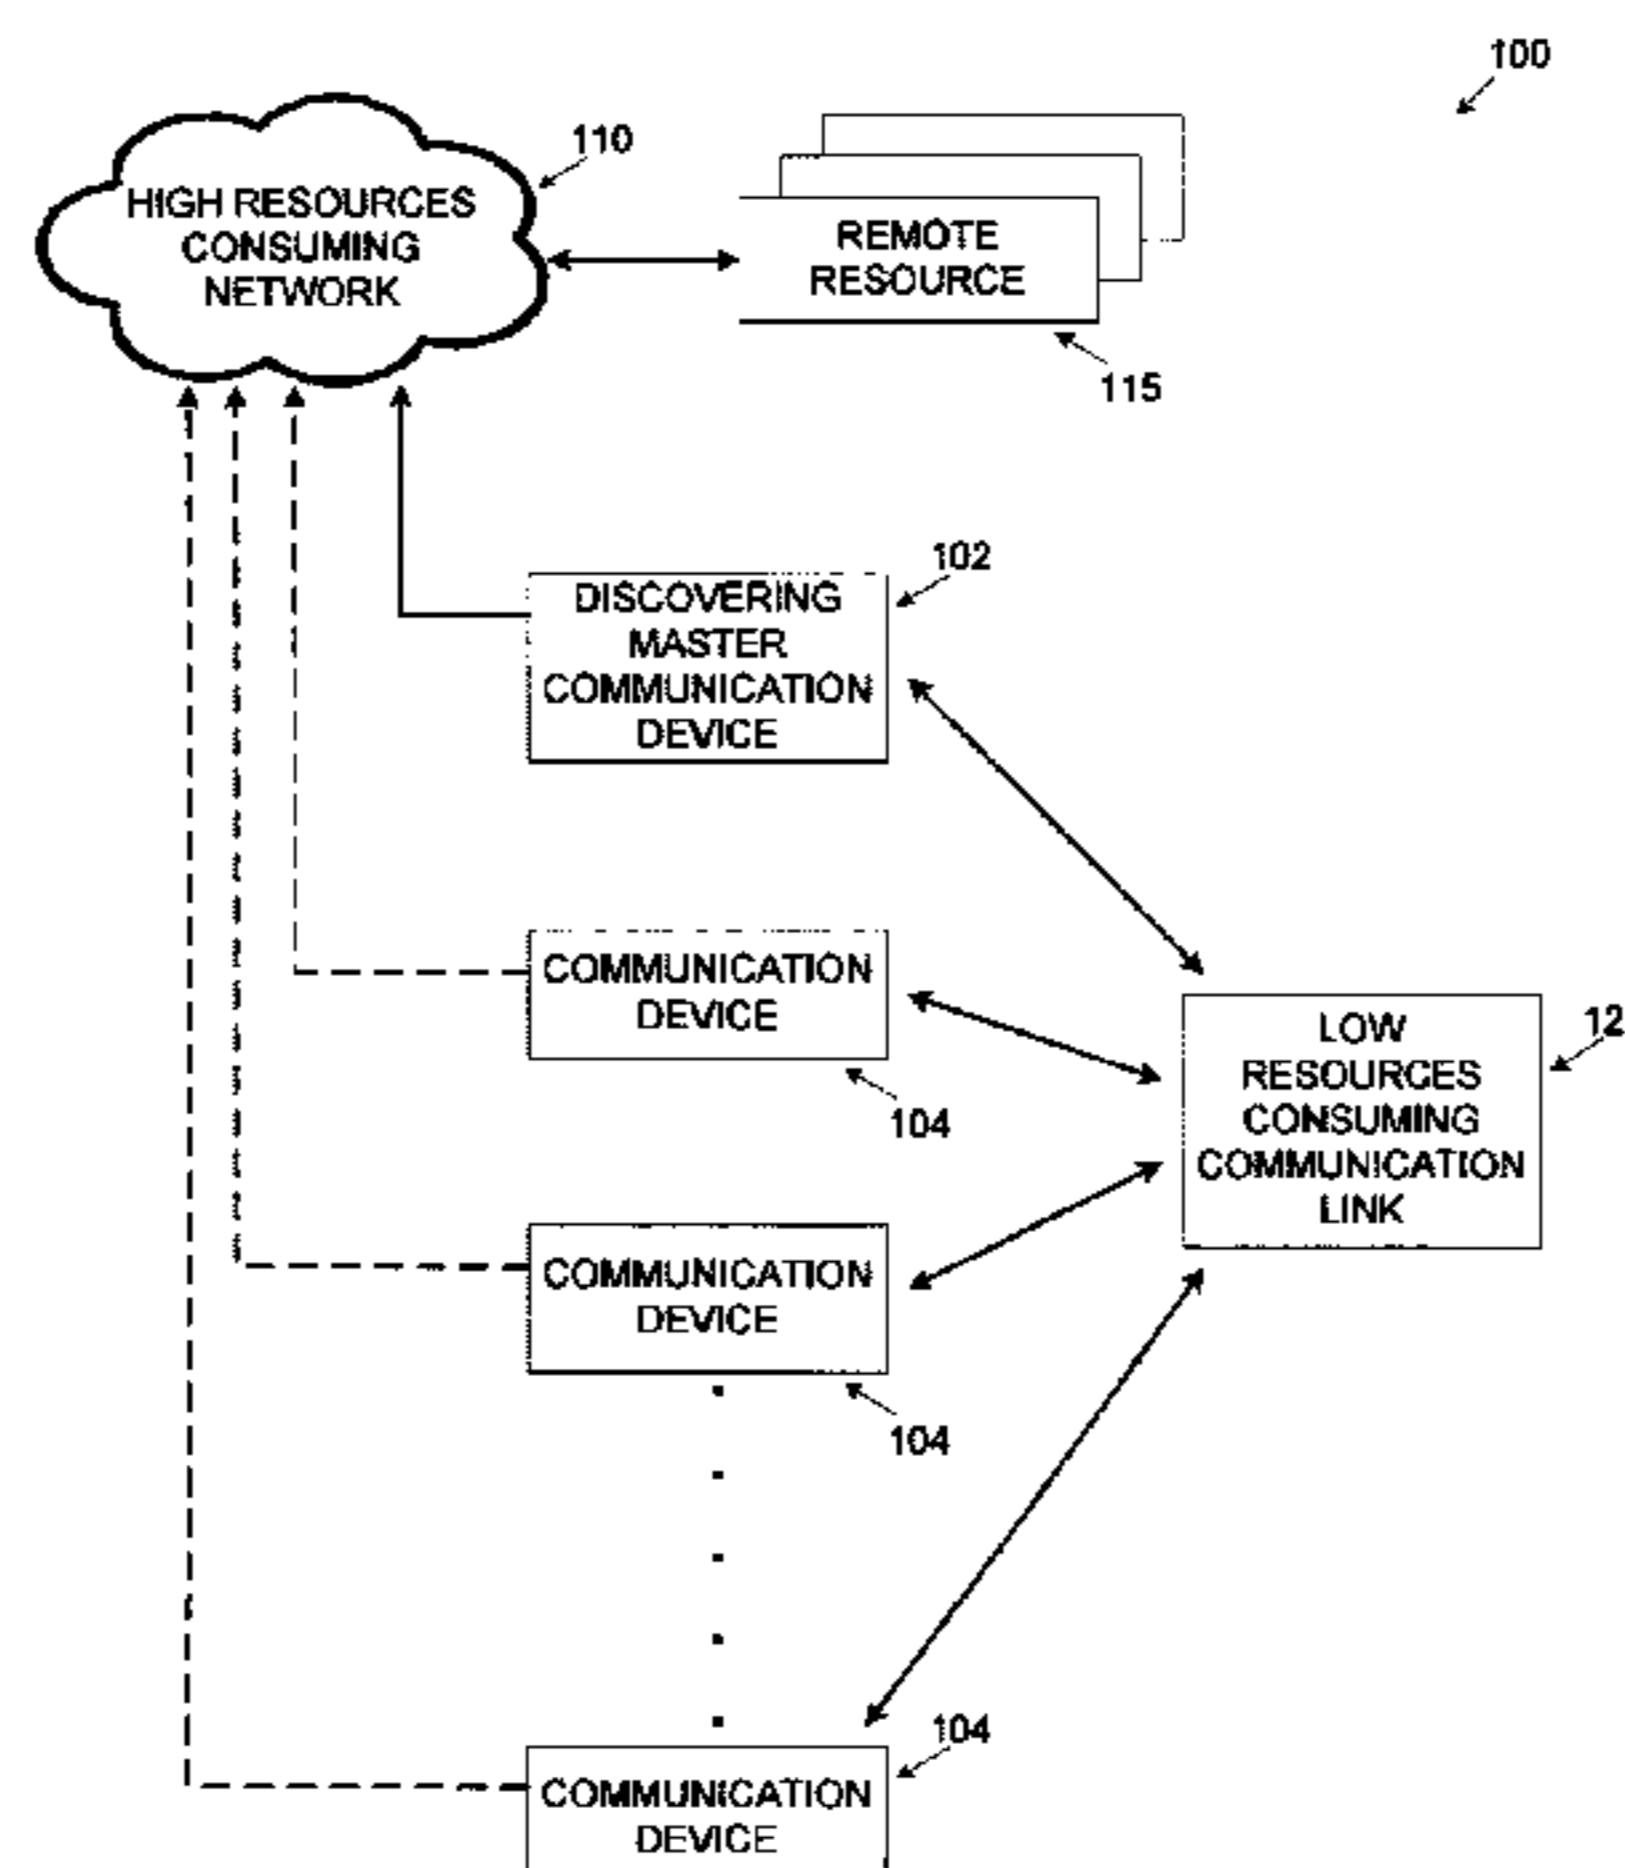 100
110
HIGH RESOURCES
CONSUMING
NETWORK
REMOTE
RESOURCE
115
102
DISCOVERING
MASTER
COMMUNICATION
DEVICE
COMMUNICATION
DEVICE
104
12
LOW
RESOURCES
CONSUMING
COMMUNICATION
LINK
COMMUNICATION
DEVICE
104
104
COMMUNICATION
DEVICE